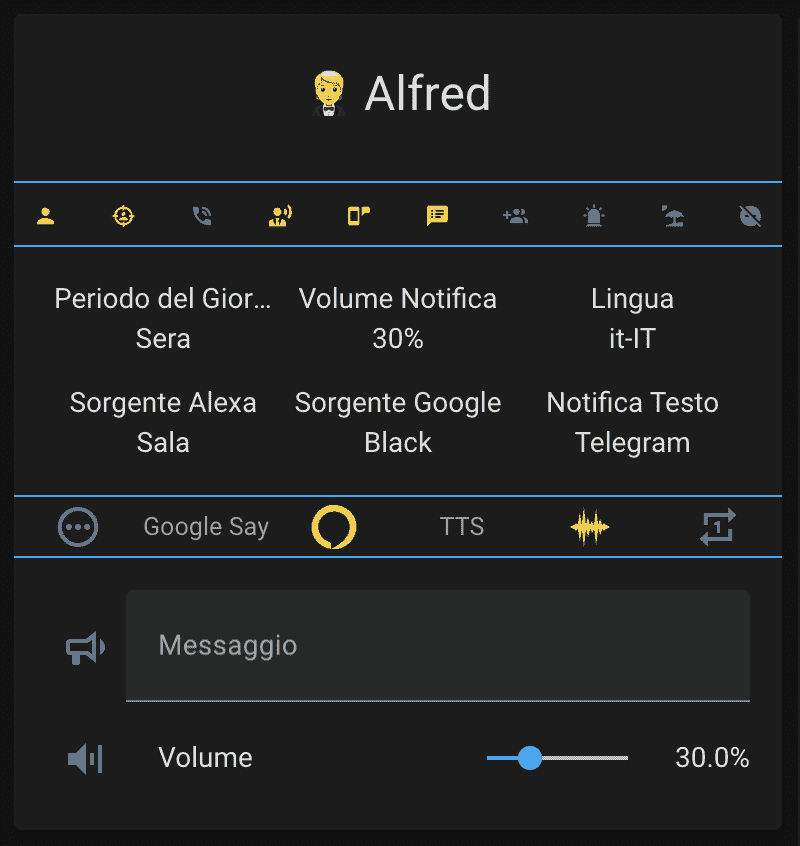 Alfred
Periodo del Gior... Volume Notifica Lingua
Sera 30% it-IT
Sorgente Alexa Sorgente Google Notifica Testo
Sala Black Telegram
Google Say TTS 1
Messaggio
Volume 30.0%